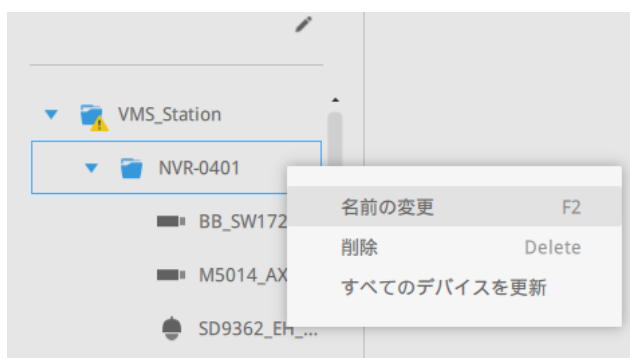 VMS_Station
NVR-0401
BB_SW172
M5014_AX
SD9362_EH_...
名前の変更 F2
削除 Delete
すべてのデバイスを更新